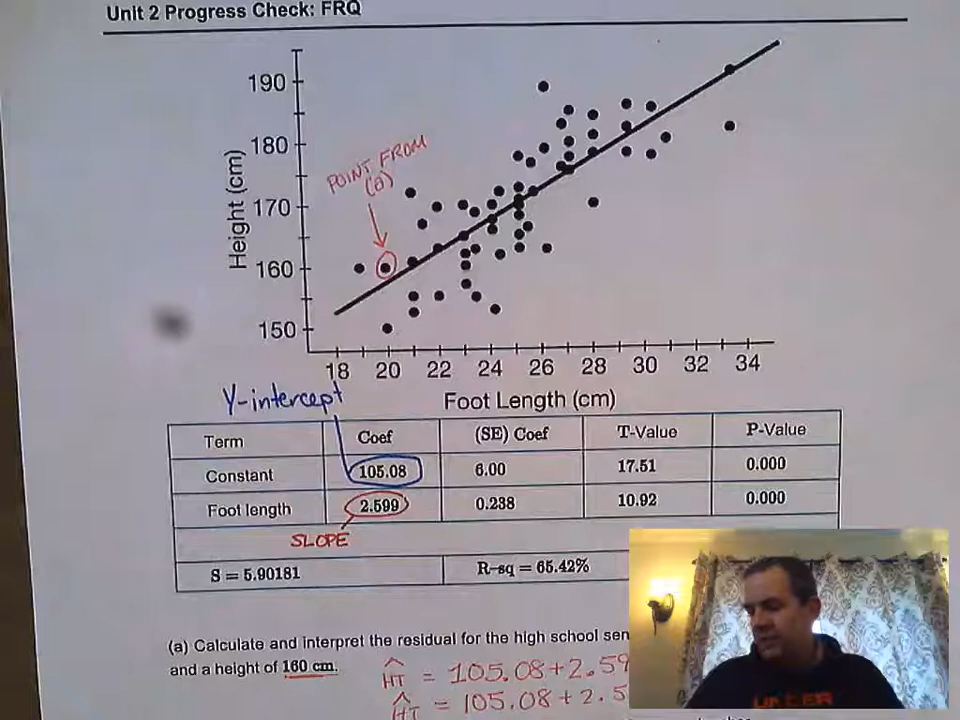 Unit 2 Progress Check: FRQ
190
180
170
160
150
Height (cm)
POINT FROM
(a)
18 20 22 24 26 28 30 32 34
Foot Length (cm)
Y-intercept
Term Coef (SE) Coef T-Value P-Value
Constant 105.08 6.00 17.51 0.000
Foot length 2.599 0.238 10.92 0.000
SLOPE
S = 5.90181 R-sq = 65.42%
(a) Calculate and interpret the residual for the high school sen
and a height of 160 cm.
HT^ = 105.08+2.59
HT^ = 105.08+2.5